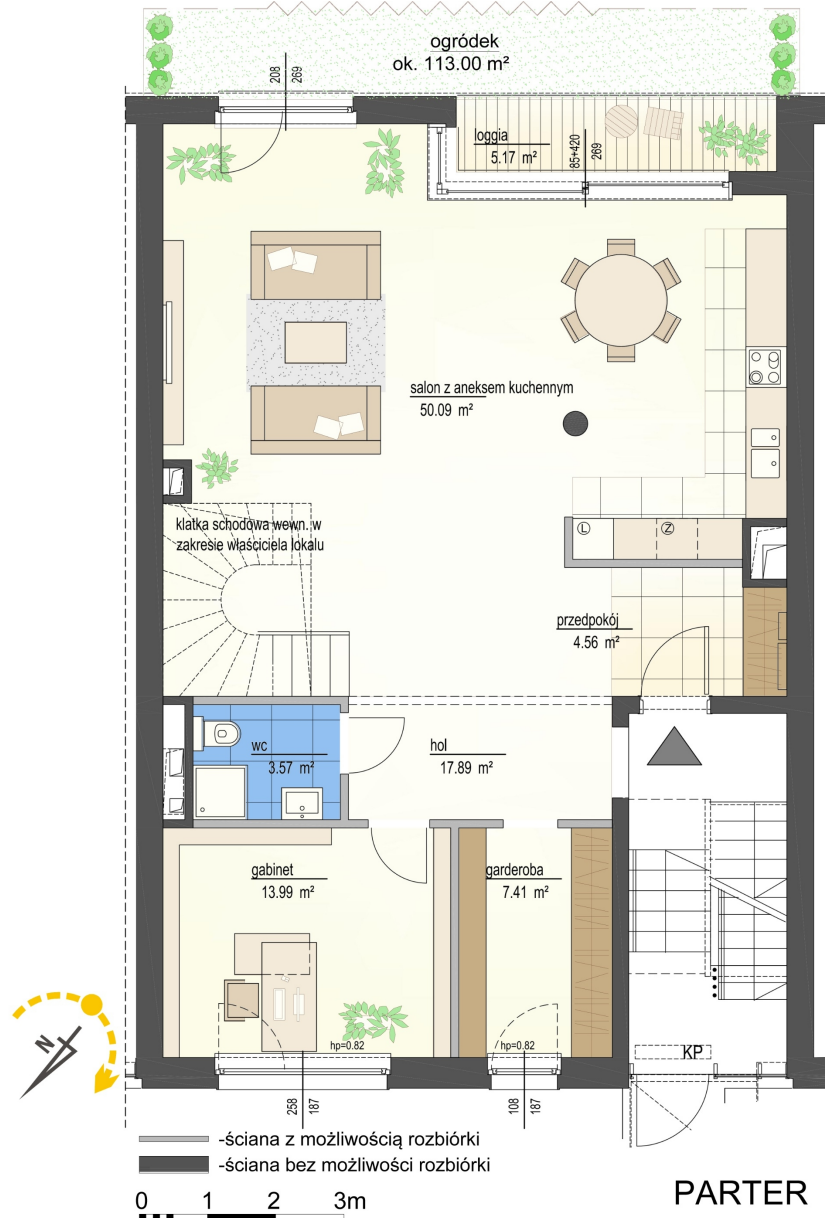 ogródek
ok. 113.00 m²
208
269
loggia
5.17 m²
85+420
269
salon z aneksem kuchennym
50.09 m²
klatka schodowa wewn. w
zakresie właściciela lokalu
L
Z
przedpokój
4.56 m²
wc
3.57 m²
hol
17.89 m²
gabinet
13.99 m²
garderoba
7.41 m²
N
hp=0.82
hp=0.82
KP
258
187
108
187
-ściana z możliwością rozbiórki
-ściana bez możliwości rozbiórki
0 1 2 3m
PARTER